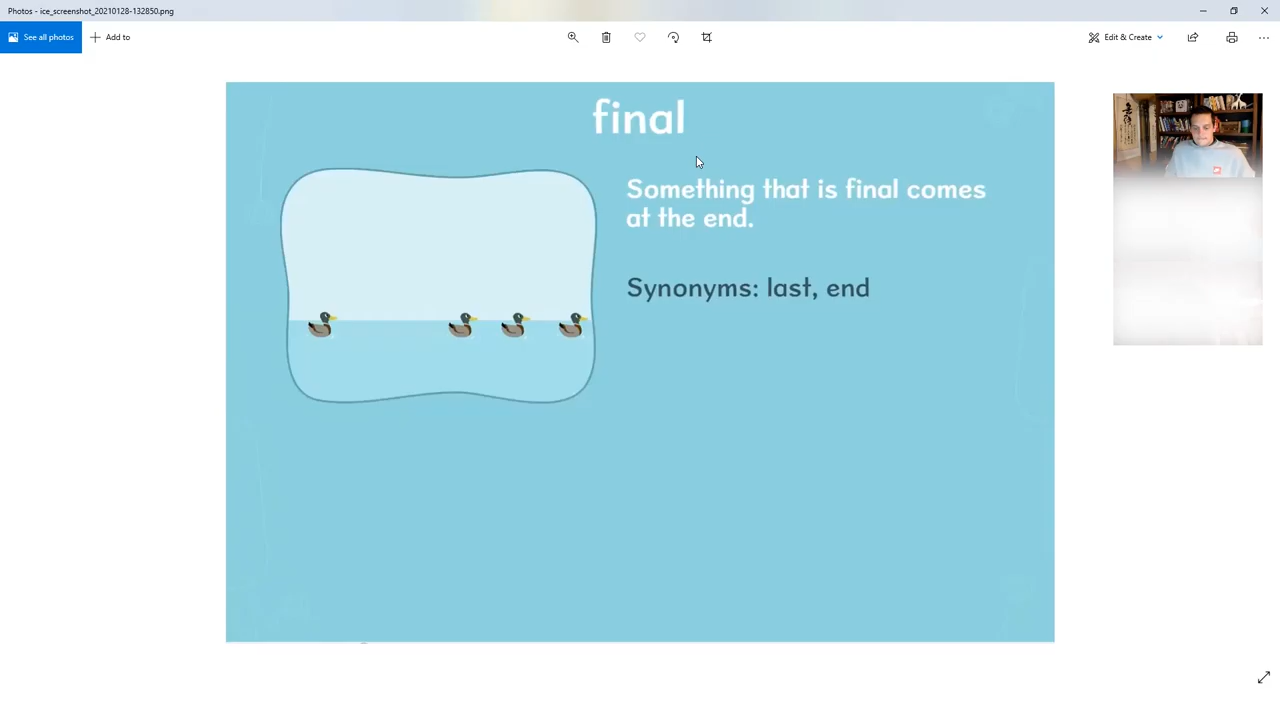 Photos - ice_screenshot_20210128-132850.png
See all photos
Add to
Edit & Create
final
Something that is final comes
at the end.
Synonyms: last, end